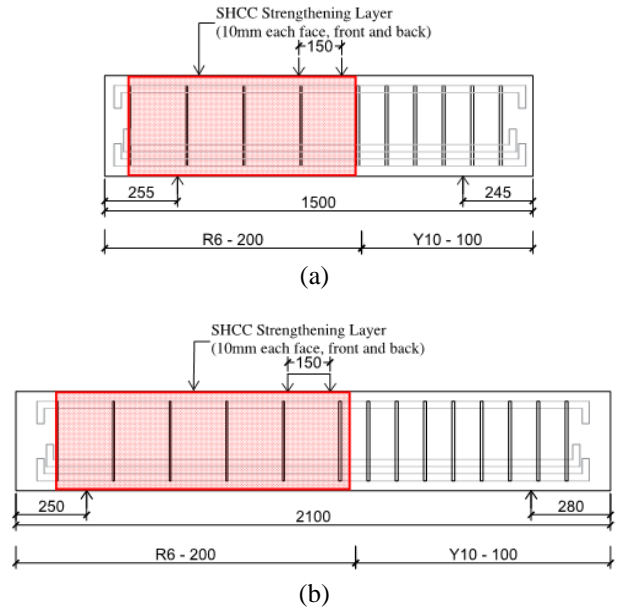 SHCC Strengthening Layer
(10mm each face, front and back)
150
255
245
1500
R6 - 200
Y10 - 100
(a)
SHCC Strengthening Layer
(10mm each face, front and back)
150
250
280
2100
R6 - 200
Y10 - 100
(b)